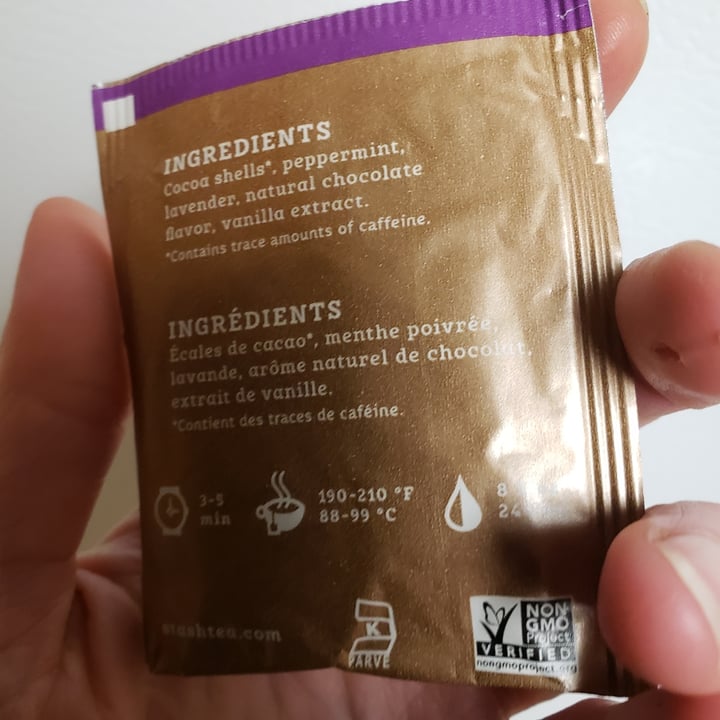 INGREDIENTS
Cocoa shells*, peppermint,
lavender, natural chocolate
flavor, vanilla extract.
*Contains trace amounts of caffeine.
INGRÉDIENTS
Écales de cacao*, menthe poivrée,
lavande, arôme naturel de chocolat,
extrait de vanille.
*Contient des traces de caféine.
3-5
min
190-210 °F
88-99 °C
8
24
stashtea.com
K
PARVE
NON
GMO
Project
VERIFIED
nongmoproject.org